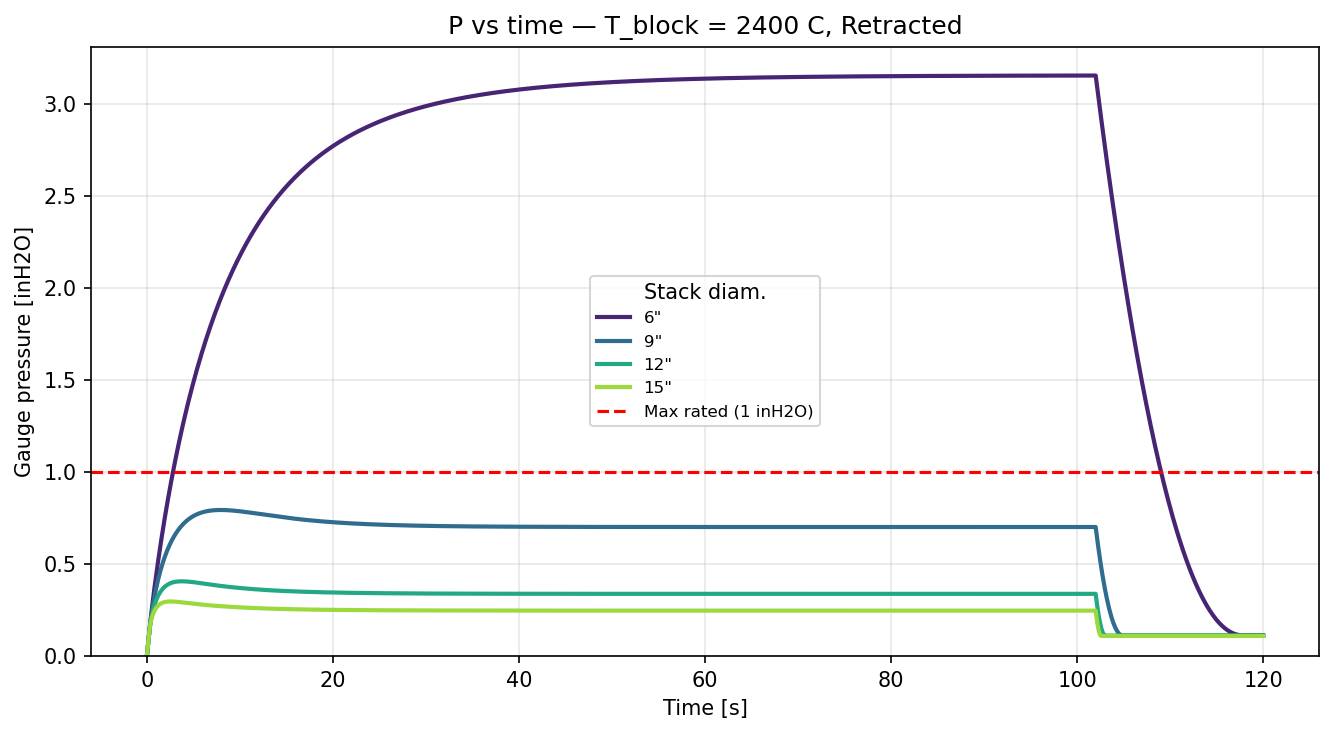 P vs time — T_block = 2400 C, Retracted
Gauge pressure [inH2O]
3.0
2.5
2.0
1.5
1.0
0.5
0.0
Stack diam.
6"
9"
12"
15"
Max rated (1 inH2O)
0 20 40 60 80 100 120
Time [s]